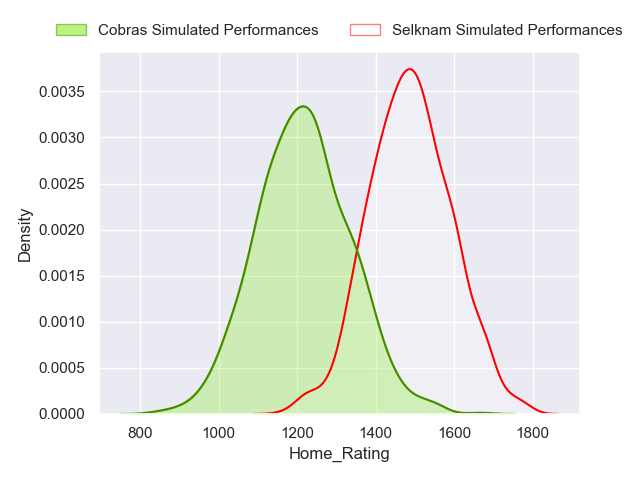 Cobras Simulated Performances Selknam Simulated Performances
0.0035
0.0030
0.0025
0.0020
0.0015
0.0010
0.0005
0.0000
Density
800 1000 1200 1400 1600 1800
Home_Rating